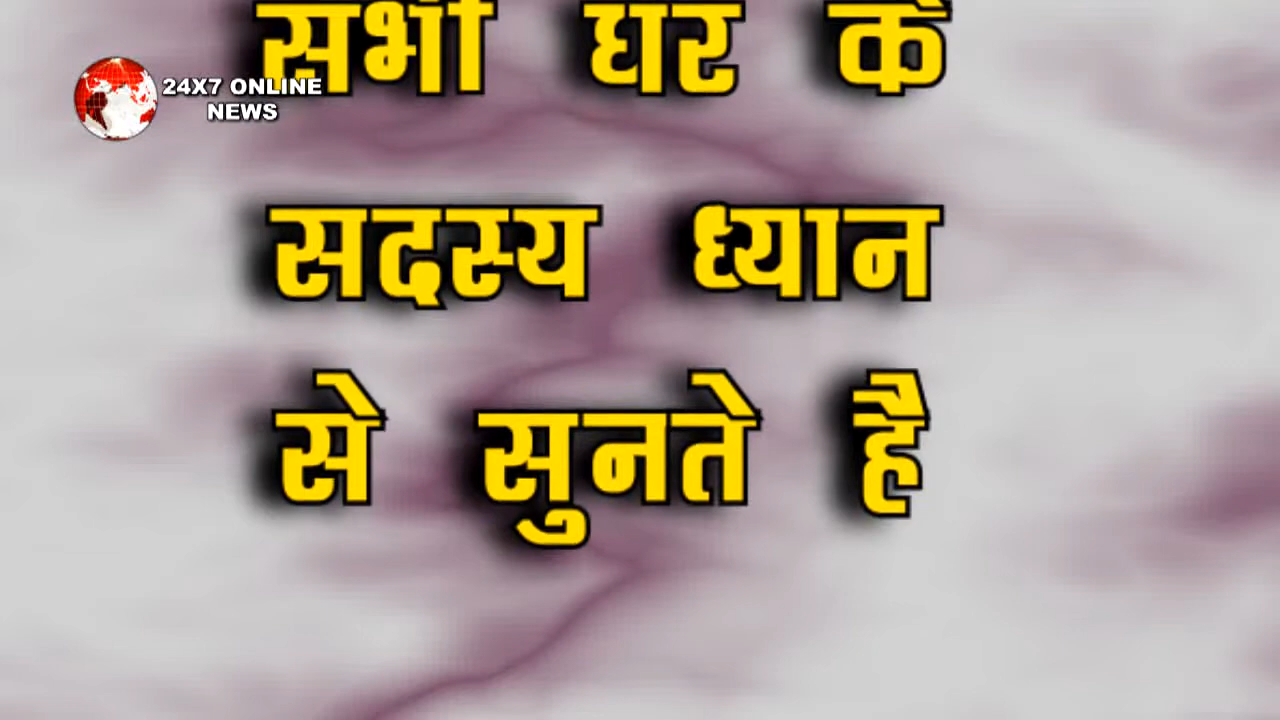 सभी घर के
24X7 ONLINE
NEWS
सदस्य ध्यान
से सुनते है